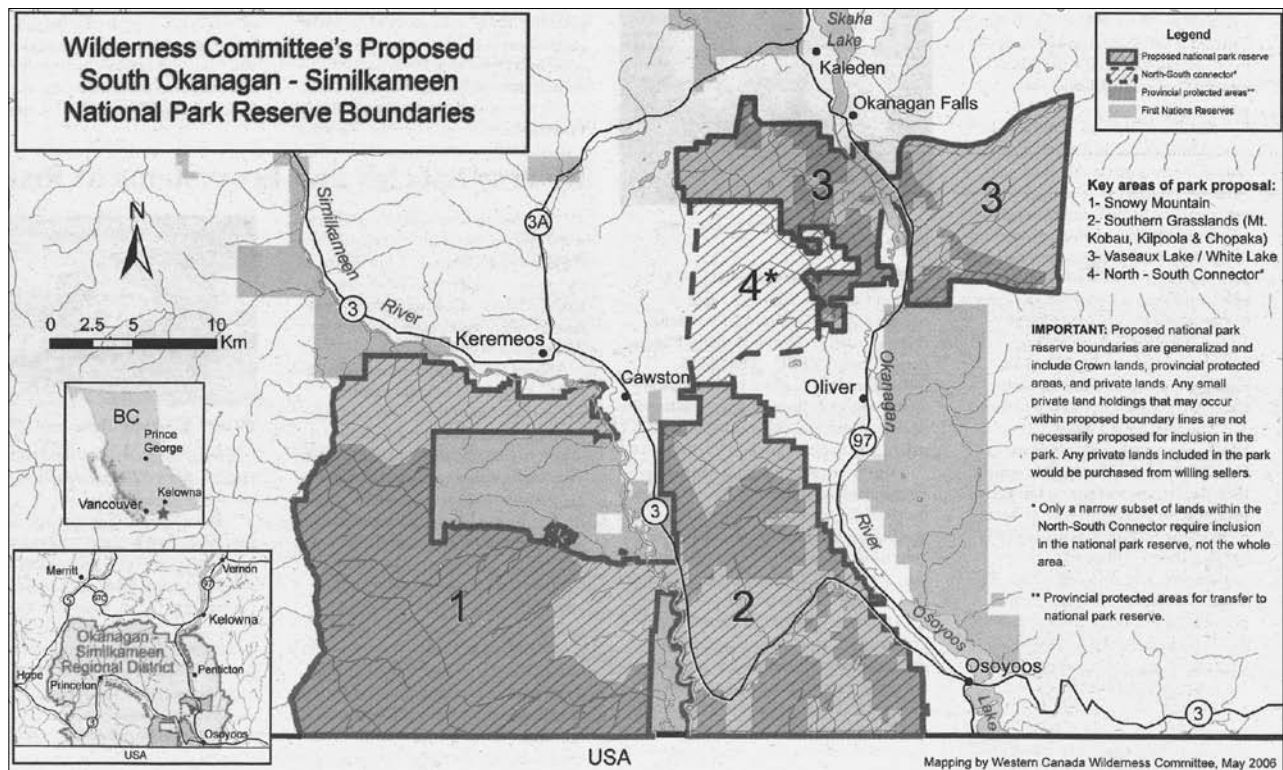 Wilderness Committee's Proposed
South Okanagan - Similkameen
National Park Reserve Boundaries
Skaha
Lake
Kaleden
Okanagan Falls
Legend
Proposed national park reserve
North-South connector*
Provincial protected areas**
First Nations Reserves
Key areas of park proposal:
1- Snowy Mountain
2- Southern Grasslands (Mt.
Kobau, Kilpoola & Chopaka)
3- Vaseaux Lake / White Lake
4- North - South Connector*
IMPORTANT: Proposed national park
reserve boundaries are generalized and
include Crown lands, provincial protected
areas, and private lands. Any small
private land holdings that may occur
within proposed boundary lines are not
necessarily proposed for inclusion in the
park. Any private lands included in the park
would be purchased from willing sellers.
* Only a narrow subset of lands within the
North-South Connector require inclusion
in the national park reserve, not the whole
area.
** Provincial protected areas for transfer to
national park reserve.
N
0 2.5 5 10
Km
Similkameen
River
3
3A
Keremeos
Cawston
3
3
3
4*
Oliver
97
Okanagan
River
1
2
3
Osoyoos
Osoyoos
Lake
3
BC
Prince
George
Kelowna
Vancouver
Merritt
Vernon
97
97C
5
Kelowna
Okanagan -
Similkameen
Regional District
Hope
Princeton
Penticton
3
Osoyoos
USA
USA
Mapping by Western Canada Wilderness Committee, May 2006